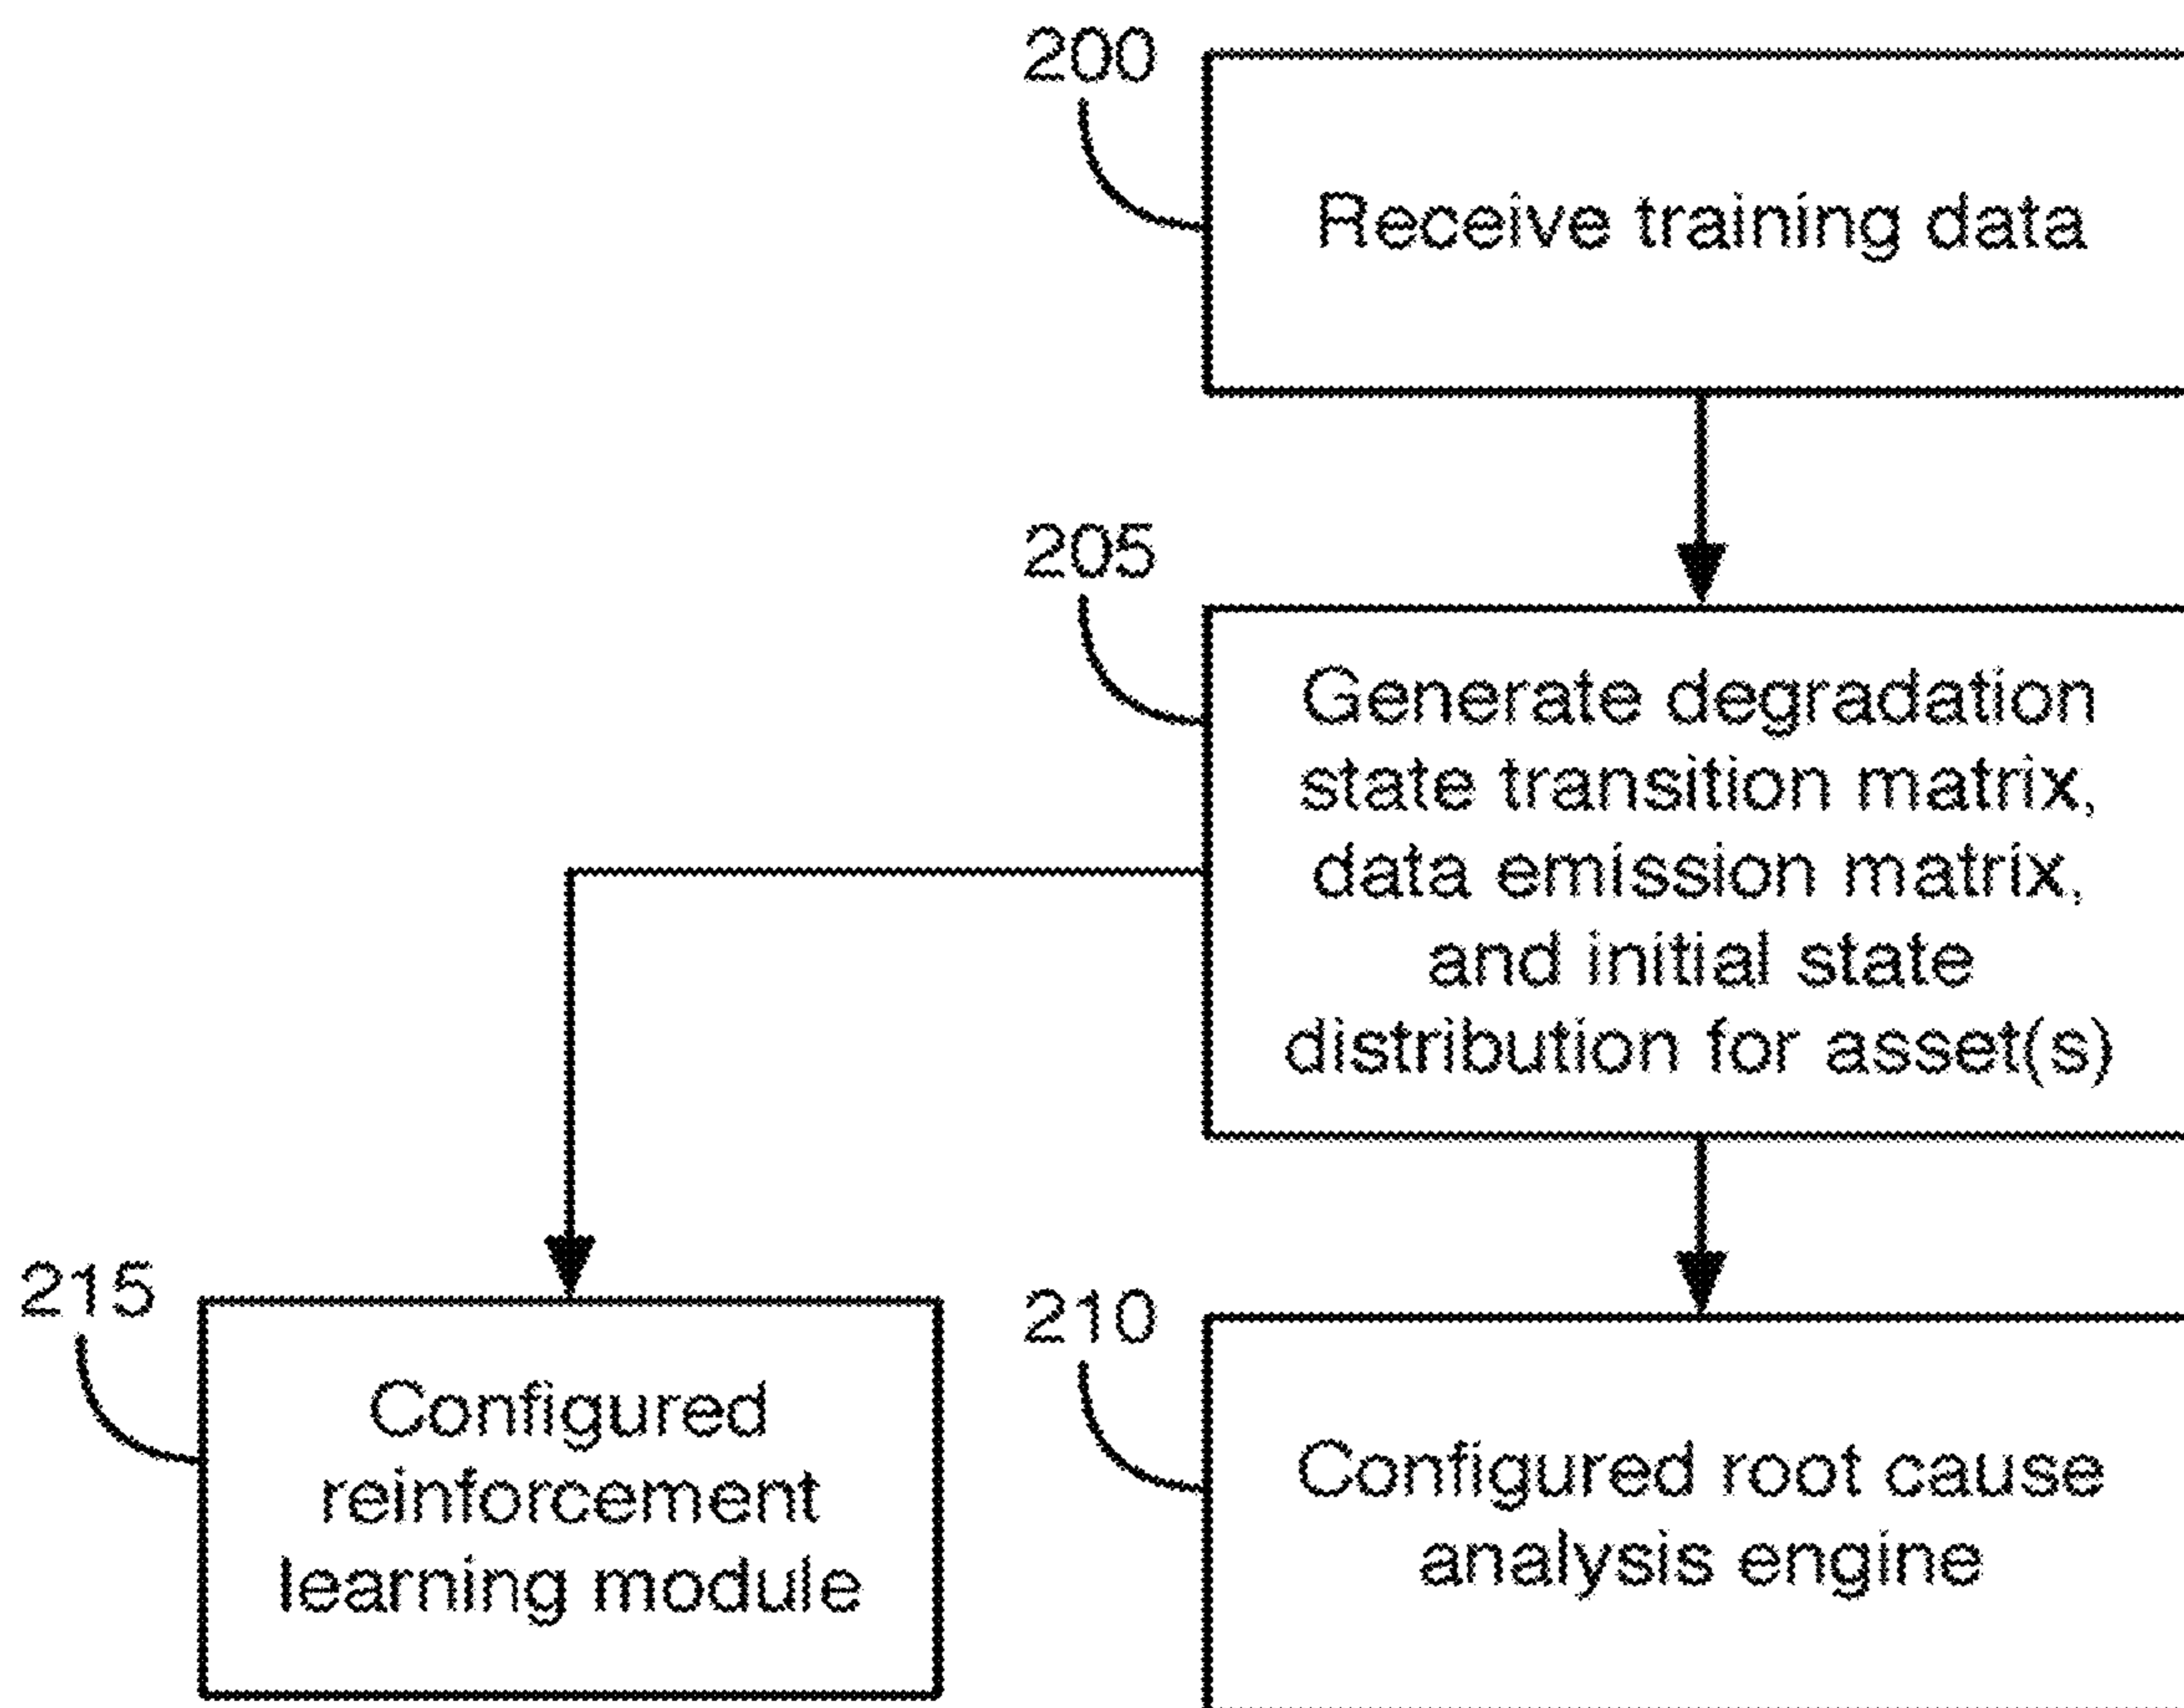 200
Receive training data
205
Generate degradation
state transition matrix,
data emission matrix,
and initial state
distribution for asset(s)
215
Configured
reinforcement
learning module
210
Configured root cause
analysis engine